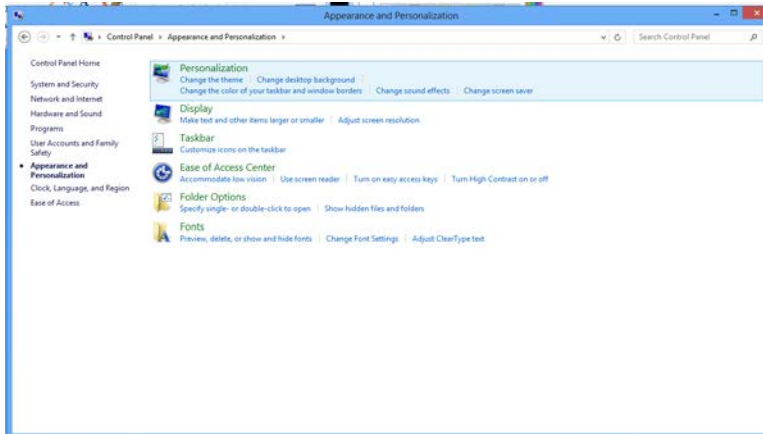 Appearance and Personalization
Control Panel › Appearance and Personalization ›
Search Control Panel
Control Panel Home
System and Security
Network and Internet
Hardware and Sound
Programs
User Accounts and Family
Safety
Appearance and
Personalization
Clock, Language, and Region
Ease of Access
Personalization
Change the theme | Change desktop background
Change the color of your taskbar and window borders | Change sound effects | Change screen saver
Display
Make text and other items larger or smaller | Adjust screen resolution
Taskbar
Customize icons on the taskbar
Ease of Access Center
Accommodate low vision | Use screen reader | Turn on easy access keys | Turn High Contrast on or off
Folder Options
Specify single- or double-click to open | Show hidden files and folders
Fonts
Preview, delete, or show and hide fonts | Change Font Settings | Adjust ClearType text